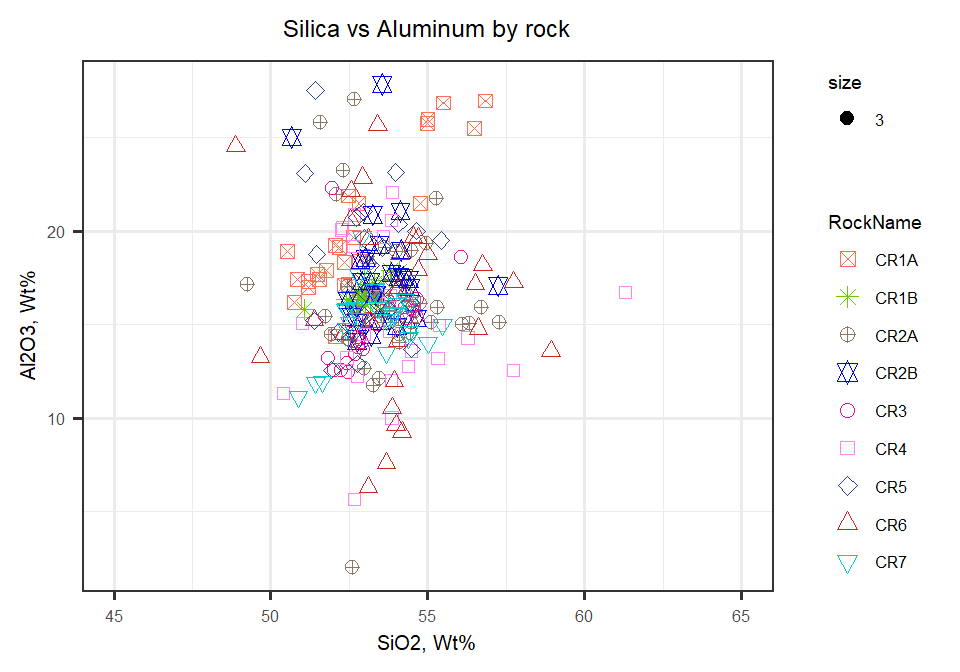 Silica vs Aluminum by rock
Al2O3, Wt%
20
10
45
50
55
60
65
SiO2, Wt%
size
3
RockName
CR1A
CR1B
CR2A
CR2B
CR3
CR4
CR5
CR6
CR7